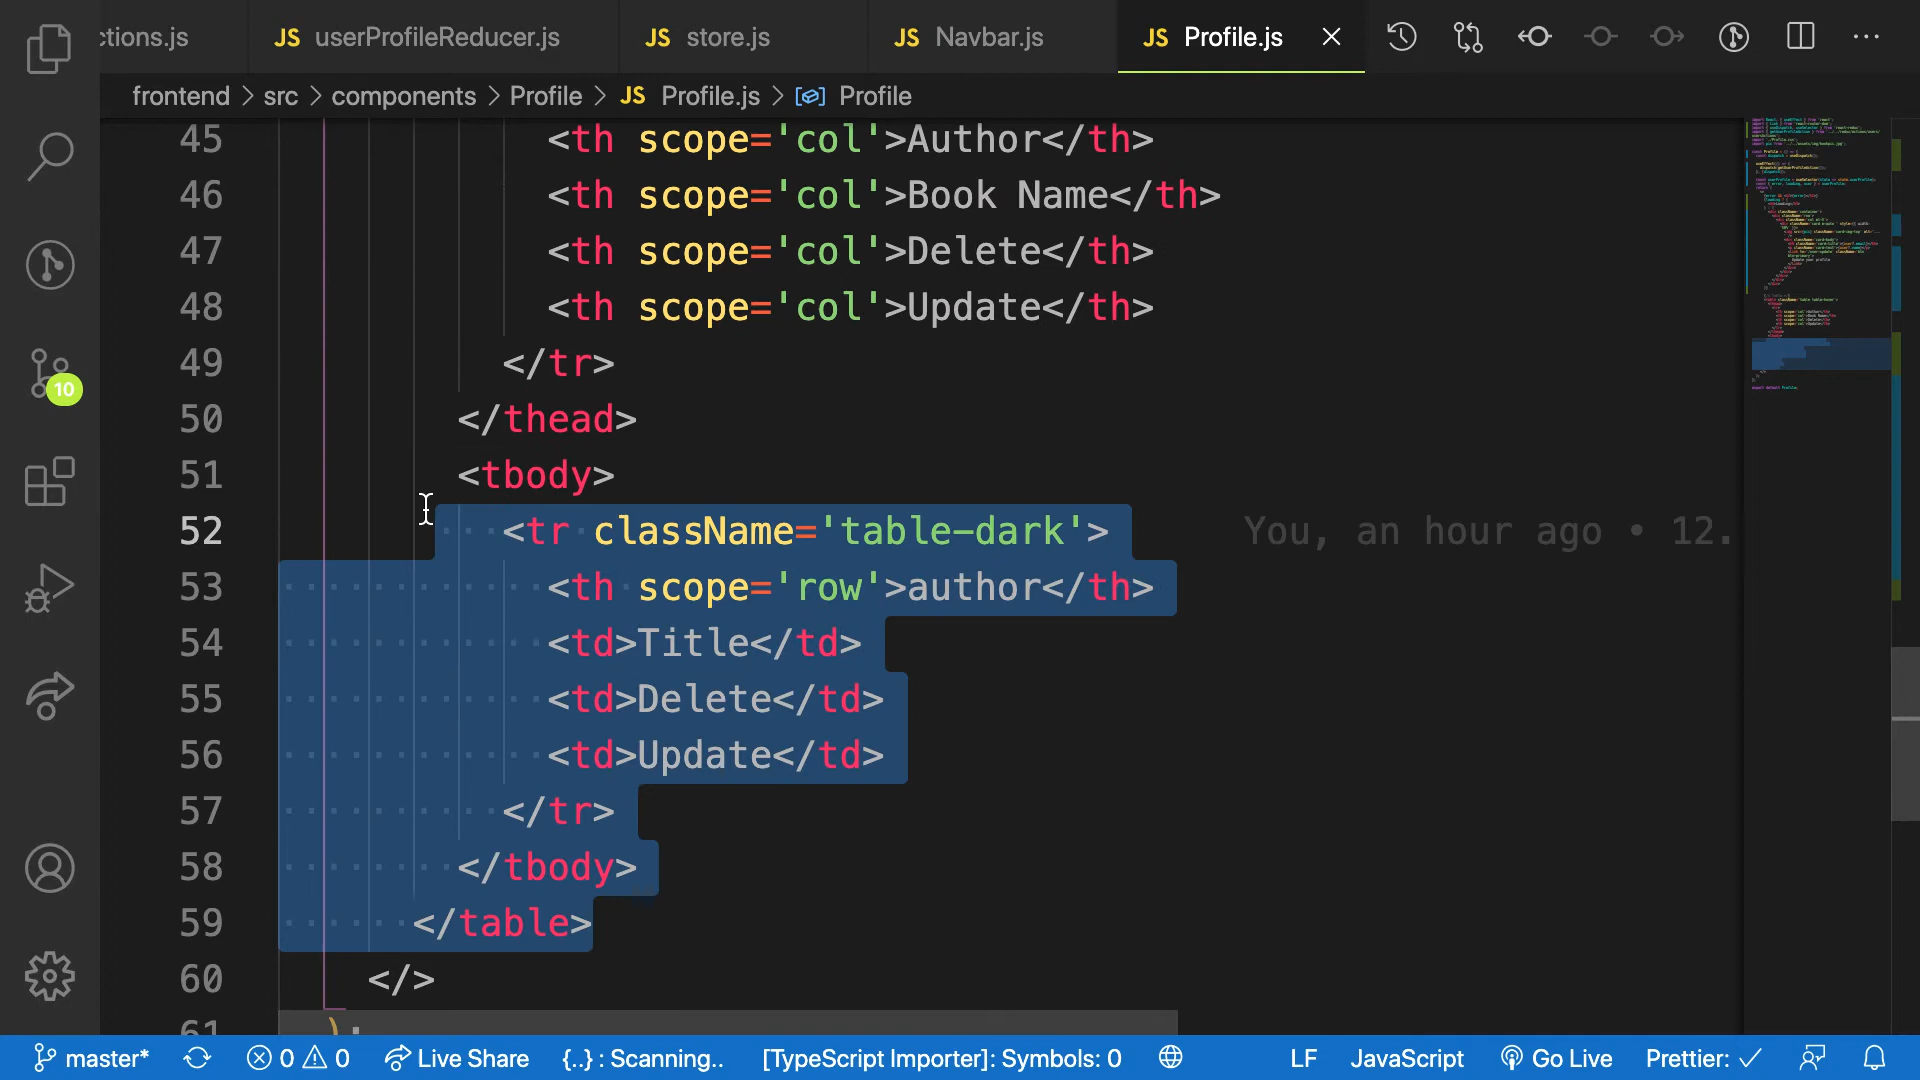 ctions.js JS userProfileReducer.js JS store.js JS Navbar.js JS Profile.js
frontend > src > components > Profile > JS Profile.js > Profile
45 <th scope='col'>Author</th>
46 <th scope='col'>Book Name</th>
47 <th scope='col'>Delete</th>
48 <th scope='col'>Update</th>
49 </tr>
50 </thead>
51 <tbody>
52 <tr className='table-dark'> You, an hour ago • 12.
53 <th scope='row'>author</th>
54 <td>Title</td>
55 <td>Delete</td>
56 <td>Update</td>
57 </tr>
58 </tbody>
59 </table>
60 </>
61 );
10
master* 0 0 Live Share {..} : Scanning.. [TypeScript Importer]: Symbols: 0 LF JavaScript Go Live Prettier: ✓